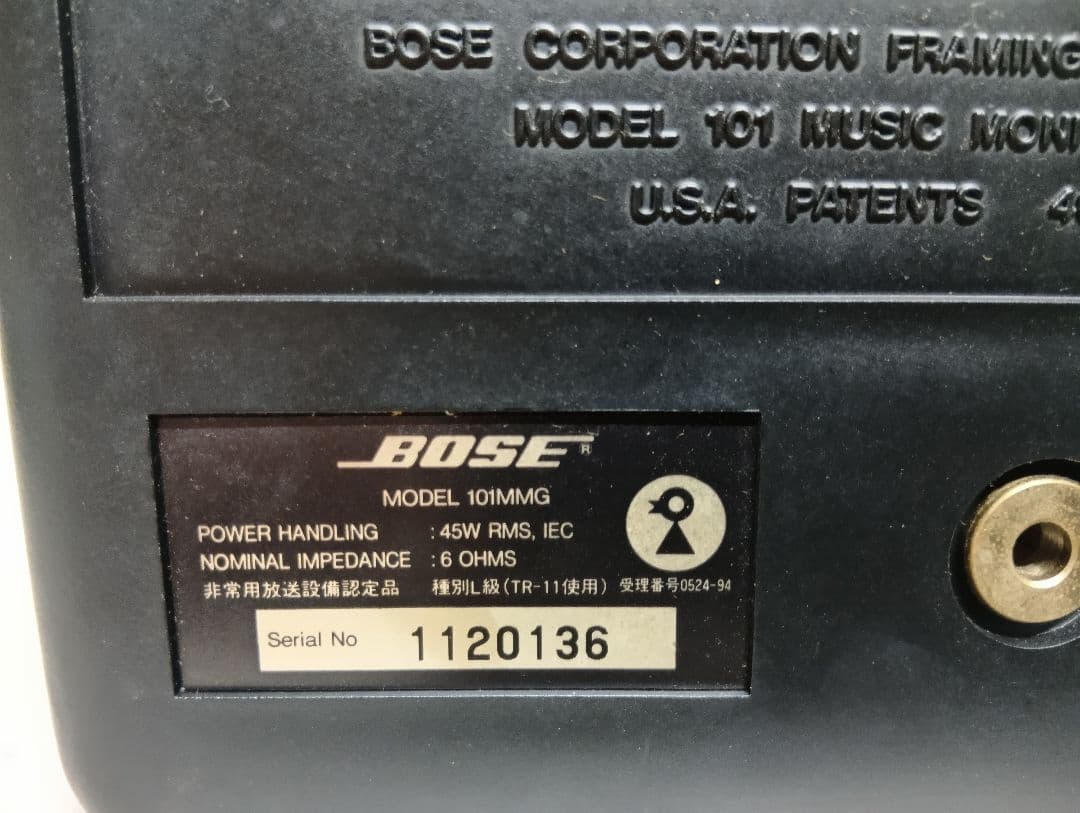 BOSE CORPORATION FRAMING
MODEL 101 MUSIC MONI
U.S.A. PATENTS
BOSE®
MODEL 101MMG
POWER HANDLING : 45W RMS, IEC
NOMINAL IMPEDANCE : 6 OHMS
非常用放送設備認定品 種別L級(TR-11使用) 受理番号0524-94
Serial No 1120136